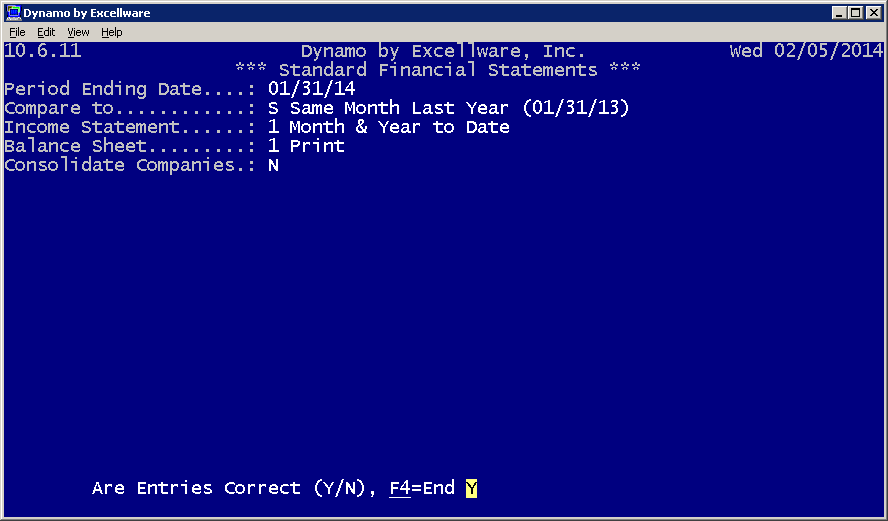 Dynamo by Excellware
File Edit View Help
10.6.11 Dynamo by Excellware, Inc. Wed 02/05/2014
*** Standard Financial Statements ***
Period Ending Date....: 01/31/14
Compare to............: S Same Month Last Year (01/31/13)
Income Statement......: 1 Month & Year to Date
Balance Sheet.........: 1 Print
Consolidate Companies.: N
Are Entries Correct (Y/N), F4=End Y